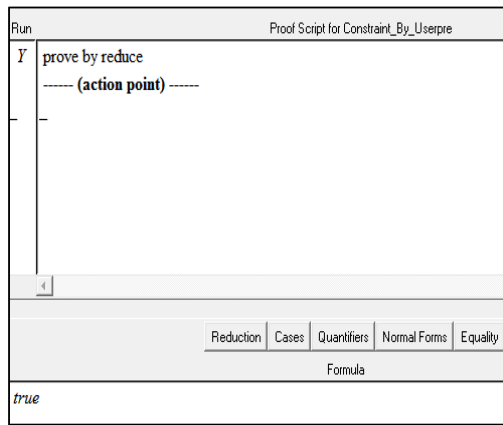 Run Proof Script for Constraint_By_Userpre
Y prove by reduce
------ (action point) ------
Reduction Cases Quantifiers Normal Forms Equality
Formula
true